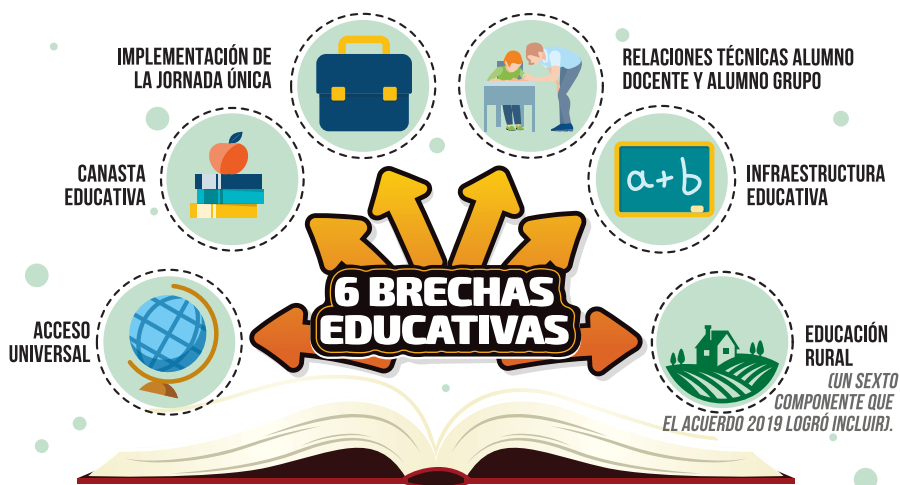 IMPLEMENTACIÓN DE
LA JORNADA ÚNICA
RELACIONES TÉCNICAS ALUMNO
DOCENTE Y ALUMNO GRUPO
CANASTA
EDUCATIVA
a+b
INFRAESTRUCTURA
EDUCATIVA
6 BRECHAS
EDUCATIVAS
ACCESO
UNIVERSAL
EDUCACIÓN
RURAL
(UN SEXTO
COMPONENTE QUE
EL ACUERDO 2019 LOGRÓ INCLUIR).